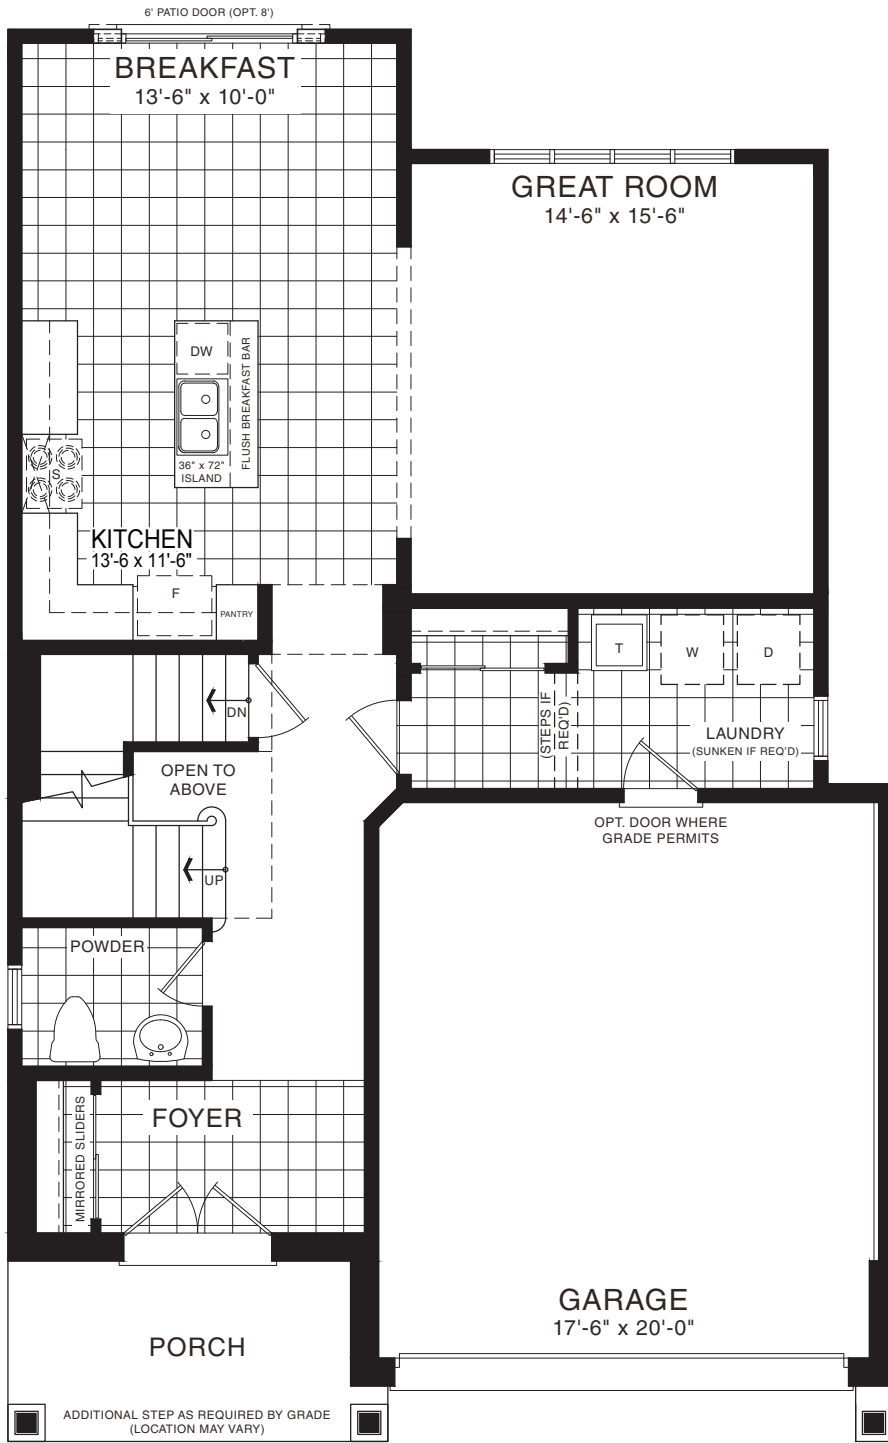 6' PATIO DOOR (OPT. 8')
BREAKFAST
13'-6" x 10'-0"
GREAT ROOM
14'-6" x 15'-6"
DW
FLUSH BREAKFAST BAR
36" x 72"
ISLAND
S
KITCHEN
13'-6 x 11'-6"
F
PANTRY
T
W
D
DN
(STEPS IF
REQ'D)
LAUNDRY
(SUNKEN IF REQ'D)
OPEN TO
ABOVE
OPT. DOOR WHERE
GRADE PERMITS
UP
POWDER
MIRRORED SLIDERS
FOYER
GARAGE
17'-6" x 20'-0"
PORCH
ADDITIONAL STEP AS REQUIRED BY GRADE
(LOCATION MAY VARY)